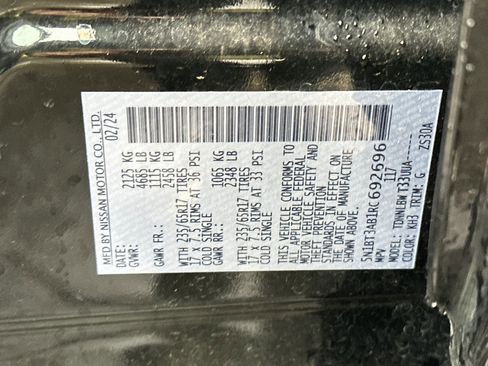 MFD BY NISSAN MOTOR CO., LTD.
DATE: 02/24
GVWR: 2125 KG
4685 LB
GAWR FR: 1115 KG
2458 LB
WITH 235/65R17 TIRES
17 X 7.5 RIMS AT 36 PSI
COLD SINGLE
GAWR RR: 1065 KG
2348 LB
WITH 235/65R17 TIRES
17 X 7.5 RIMS AT 33 PSI
COLD SINGLE
THIS VEHICLE CONFORMS TO
ALL APPLICABLE FEDERAL
MOTOR VEHICLE SAFETY AND
THEFT PREVENTION
STANDARDS IN EFFECT ON
THE DATE OF MANUFACTURE
SHOWN ABOVE.
5N1BT3AB1RC692696
MPV 117
MODEL: TDWNLBWT33UUA-----
COLOR: KH3 TRIM: G ZS30A